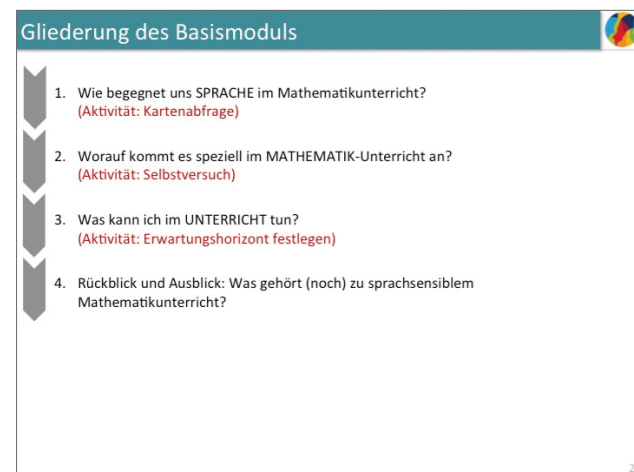 Gliederung des Basismoduls
1. Wie begegnet uns SPRACHE im Mathematikunterricht?
(Aktivität: Kartenabfrage)
2. Worauf kommt es speziell im MATHEMATIK-Unterricht an?
(Aktivität: Selbstversuch)
3. Was kann ich im UNTERRICHT tun?
(Aktivität: Erwartungshorizont festlegen)
4. Rückblick und Ausblick: Was gehört (noch) zu sprachsensiblem
Mathematikunterricht?
2